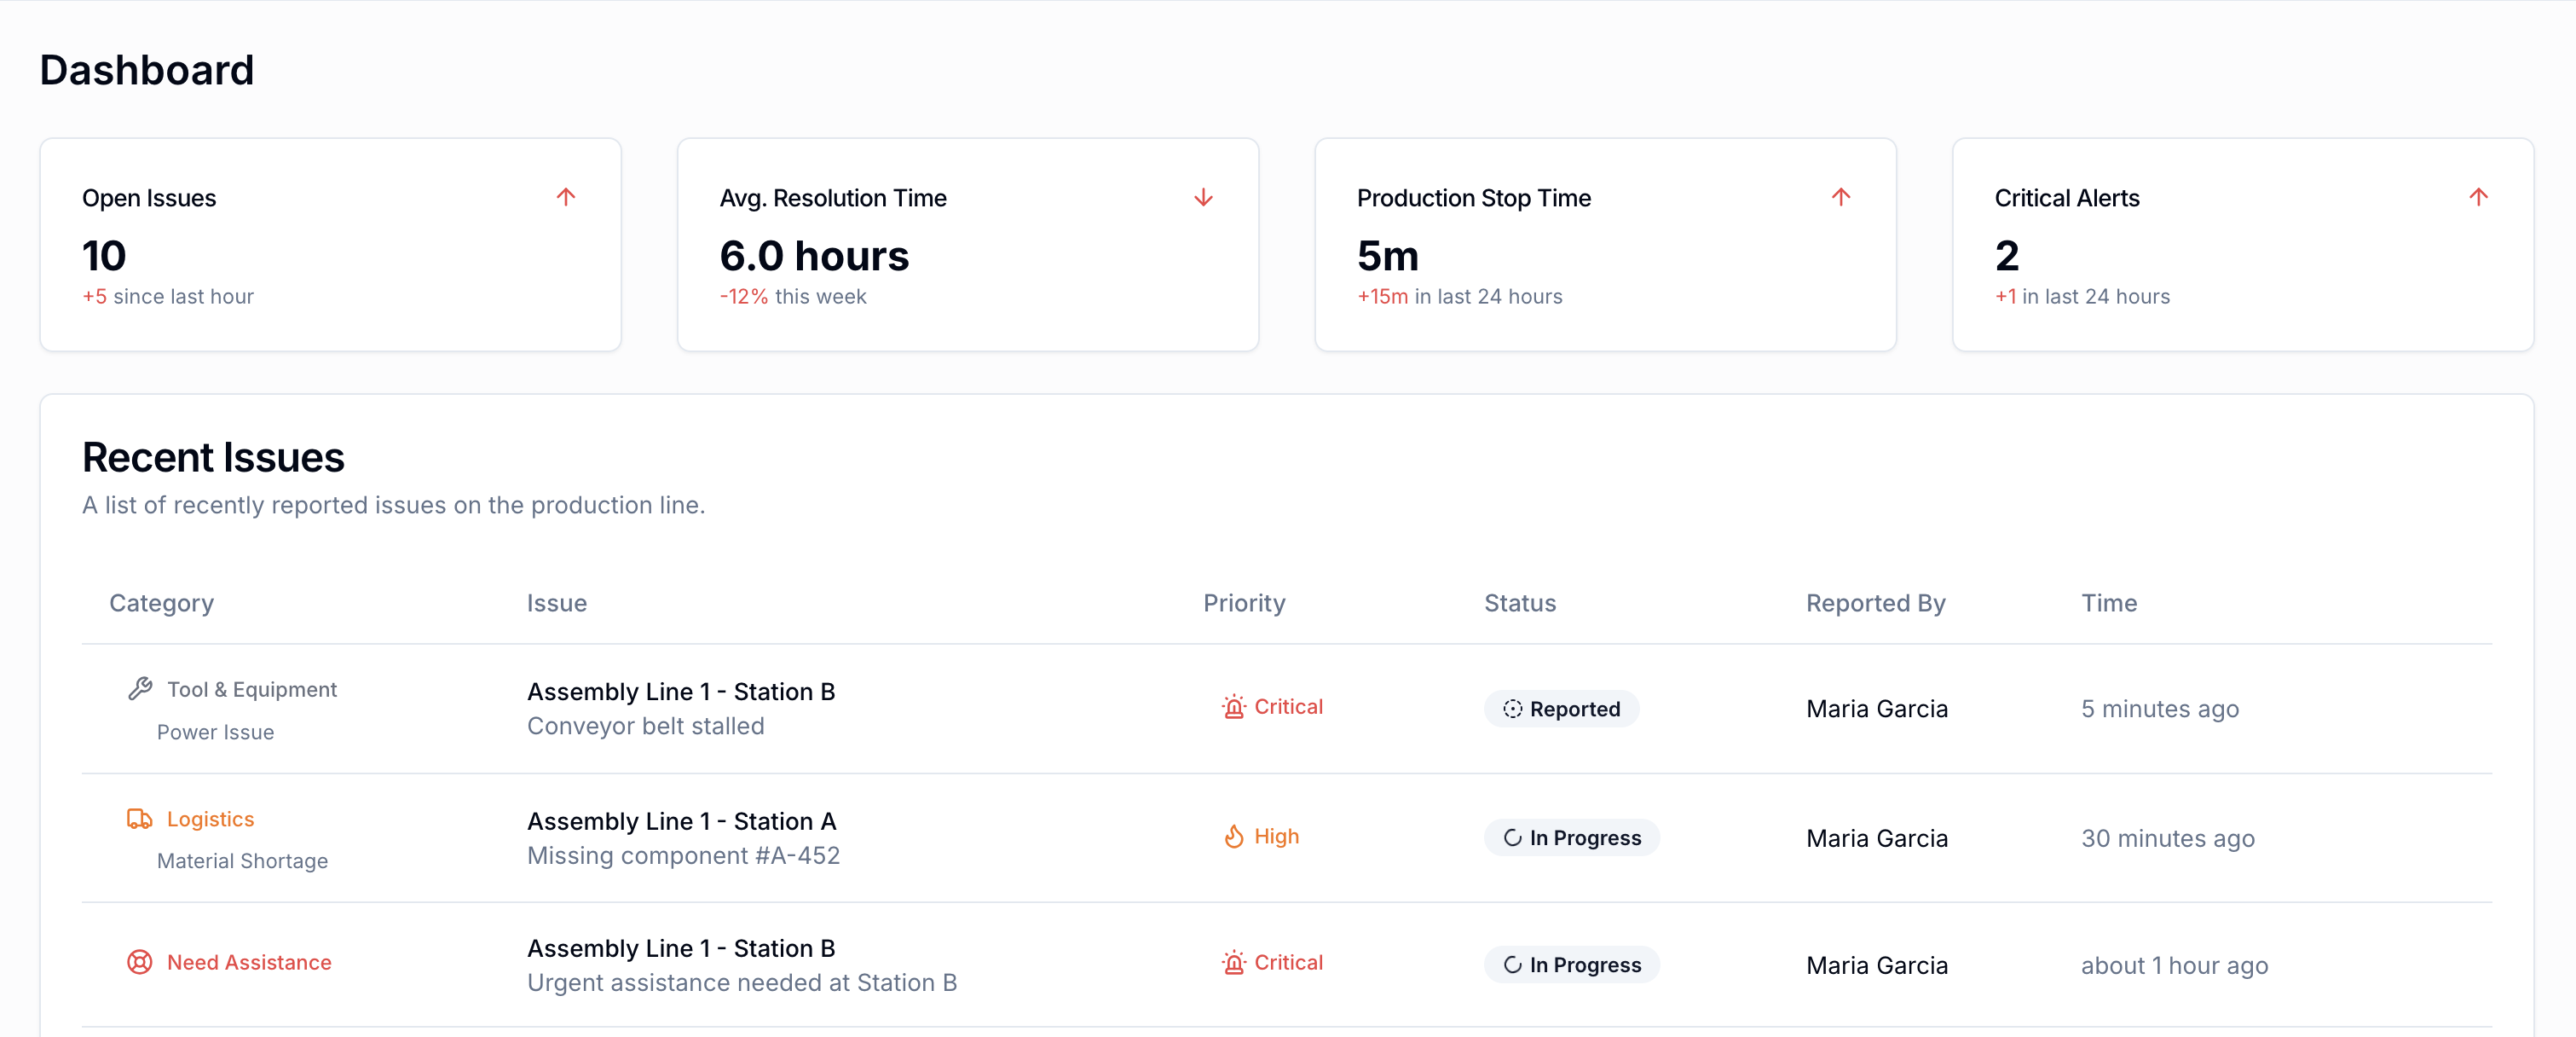 Dashboard
Open Issues
10
+5 since last hour
Avg. Resolution Time
6.0 hours
-12% this week
Production Stop Time
5m
+15m in last 24 hours
Critical Alerts
2
+1 in last 24 hours
Recent Issues
A list of recently reported issues on the production line.
Category Issue Priority Status Reported By Time
Tool & Equipment
Power Issue
Assembly Line 1 - Station B
Conveyor belt stalled
Critical
Reported
Maria Garcia
5 minutes ago
Logistics
Material Shortage
Assembly Line 1 - Station A
Missing component #A-452
High
In Progress
Maria Garcia
30 minutes ago
Need Assistance
Assembly Line 1 - Station B
Urgent assistance needed at Station B
Critical
In Progress
Maria Garcia
about 1 hour ago